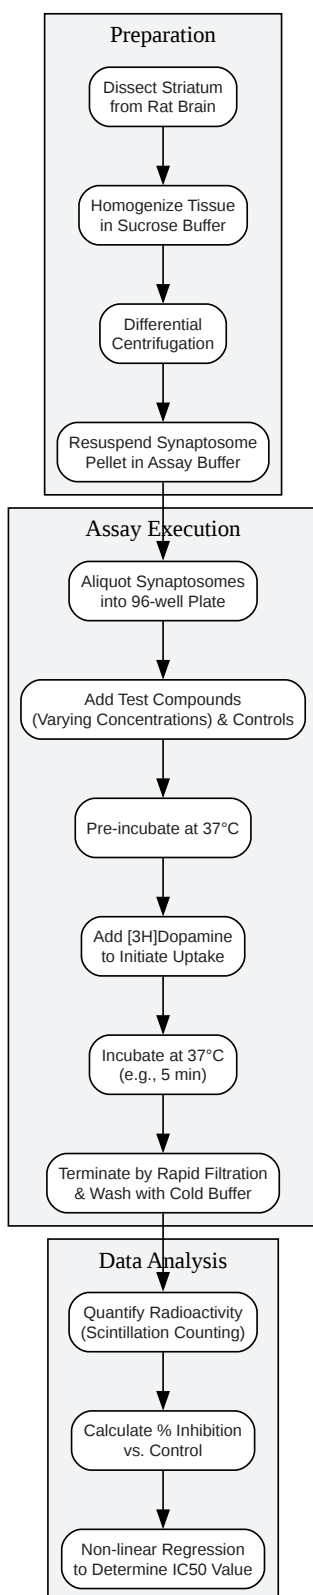 Preparation
Dissect Striatum
from Rat Brain
Homogenize Tissue
in Sucrose Buffer
Differential
Centrifugation
Resuspend Synaptosome
Pellet in Assay Buffer
Assay Execution
Aliquot Synaptosomes
into 96-well Plate
Add Test Compounds
(Varying Concentrations) & Controls
Pre-incubate at 37°C
Add [3H]Dopamine
to Initiate Uptake
Incubate at 37°C
(e.g., 5 min)
Terminate by Rapid Filtration
& Wash with Cold Buffer
Data Analysis
Quantify Radioactivity
(Scintillation Counting)
Calculate % Inhibition
vs. Control
Non-linear Regression
to Determine IC50 Value